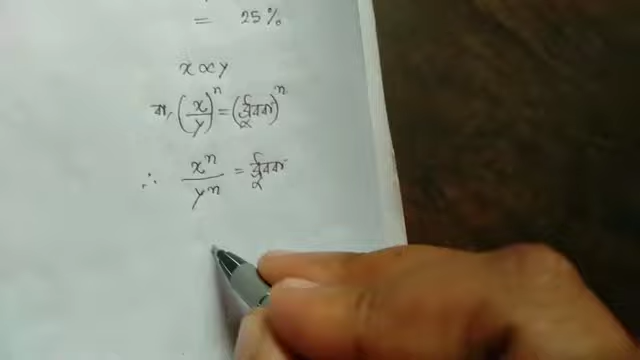 = 25%
x ∝ y
বা, (x/y)ⁿ = (ধ্রুবক)ⁿ
∴ xⁿ/yⁿ = ধ্রুবক